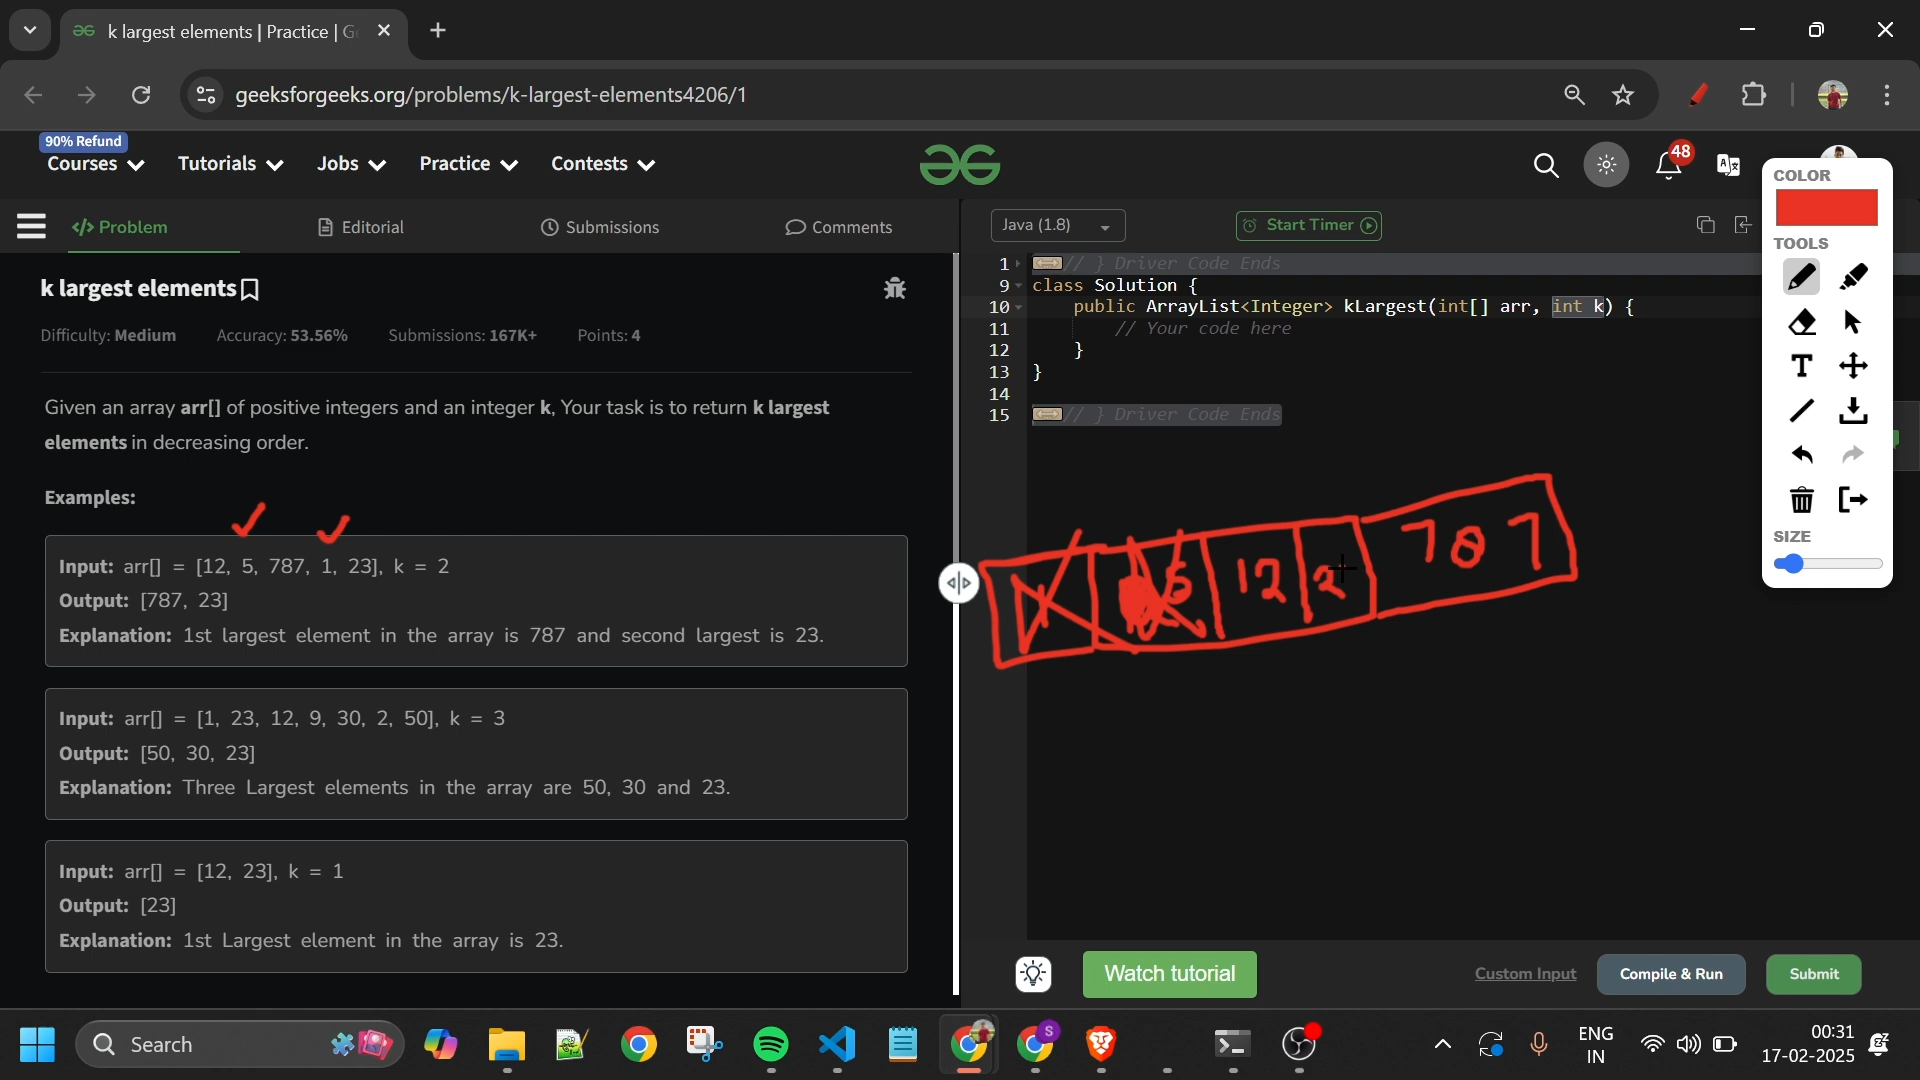 k largest elements | Practice | G
geeksforgeeks.org/problems/k-largest-elements4206/1
90% Refund
Courses
Tutorials
Jobs
Practice
Contests
48
COLOR
TOOLS
SIZE
Problem
Editorial
Submissions
Comments
Java (1.8)
Start Timer
k largest elements
Difficulty: Medium Accuracy: 53.56% Submissions: 167K+ Points: 4
Given an array arr[] of positive integers and an integer k, Your task is to return k largest
elements in decreasing order.
Examples:
Input: arr[] = [12, 5, 787, 1, 23], k = 2
Output: [787, 23]
Explanation: 1st largest element in the array is 787 and second largest is 23.
Input: arr[] = [1, 23, 12, 9, 30, 2, 50], k = 3
Output: [50, 30, 23]
Explanation: Three Largest elements in the array are 50, 30 and 23.
Input: arr[] = [12, 23], k = 1
Output: [23]
Explanation: 1st Largest element in the array is 23.
1 // } Driver Code Ends
9 class Solution {
10 public ArrayList<Integer> kLargest(int[] arr, int k) {
11 // Your code here
12 }
13 }
14
15 // } Driver Code Ends
5 12 2 787
Watch tutorial
Custom Input
Compile & Run
Submit
Search
S
ENG
IN
00:31
17-02-2025